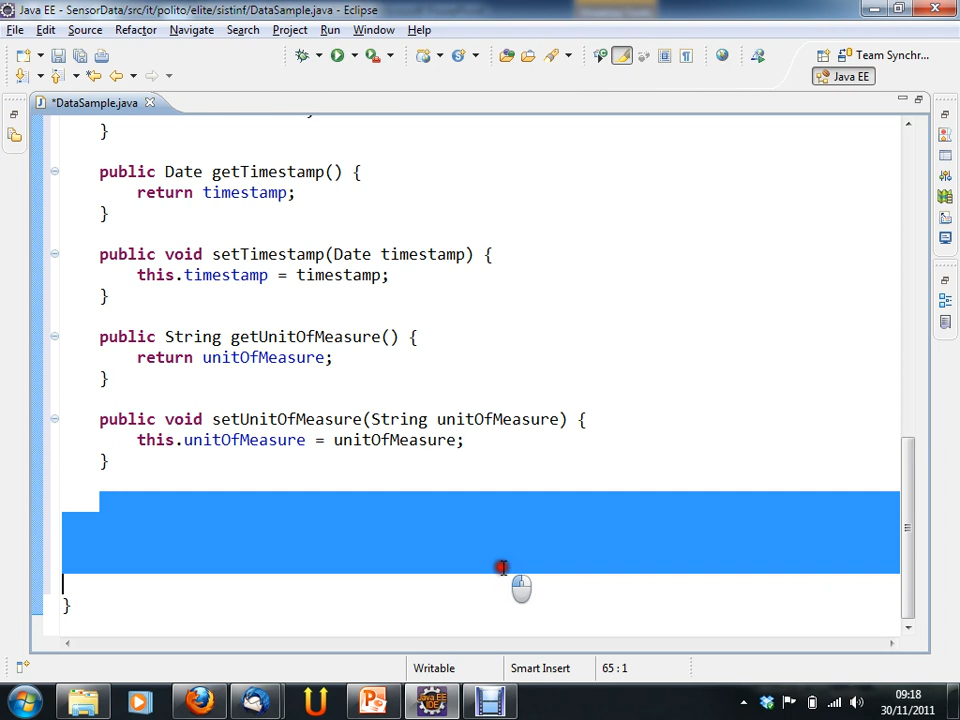 Java EE - SensorData/src/it/polito/elite/sistinf/DataSample.java - Eclipse
File Edit Source Refactor Navigate Search Project Run Window Help
Team Synchr...
Java EE
*DataSample.java
}
public Date getTimestamp() {
return timestamp;
}
public void setTimestamp(Date timestamp) {
this.timestamp = timestamp;
}
public String getUnitOfMeasure() {
return unitOfMeasure;
}
public void setUnitOfMeasure(String unitOfMeasure) {
this.unitOfMeasure = unitOfMeasure;
}
}
Writable Smart Insert 65 : 1
09:18
30/11/2011